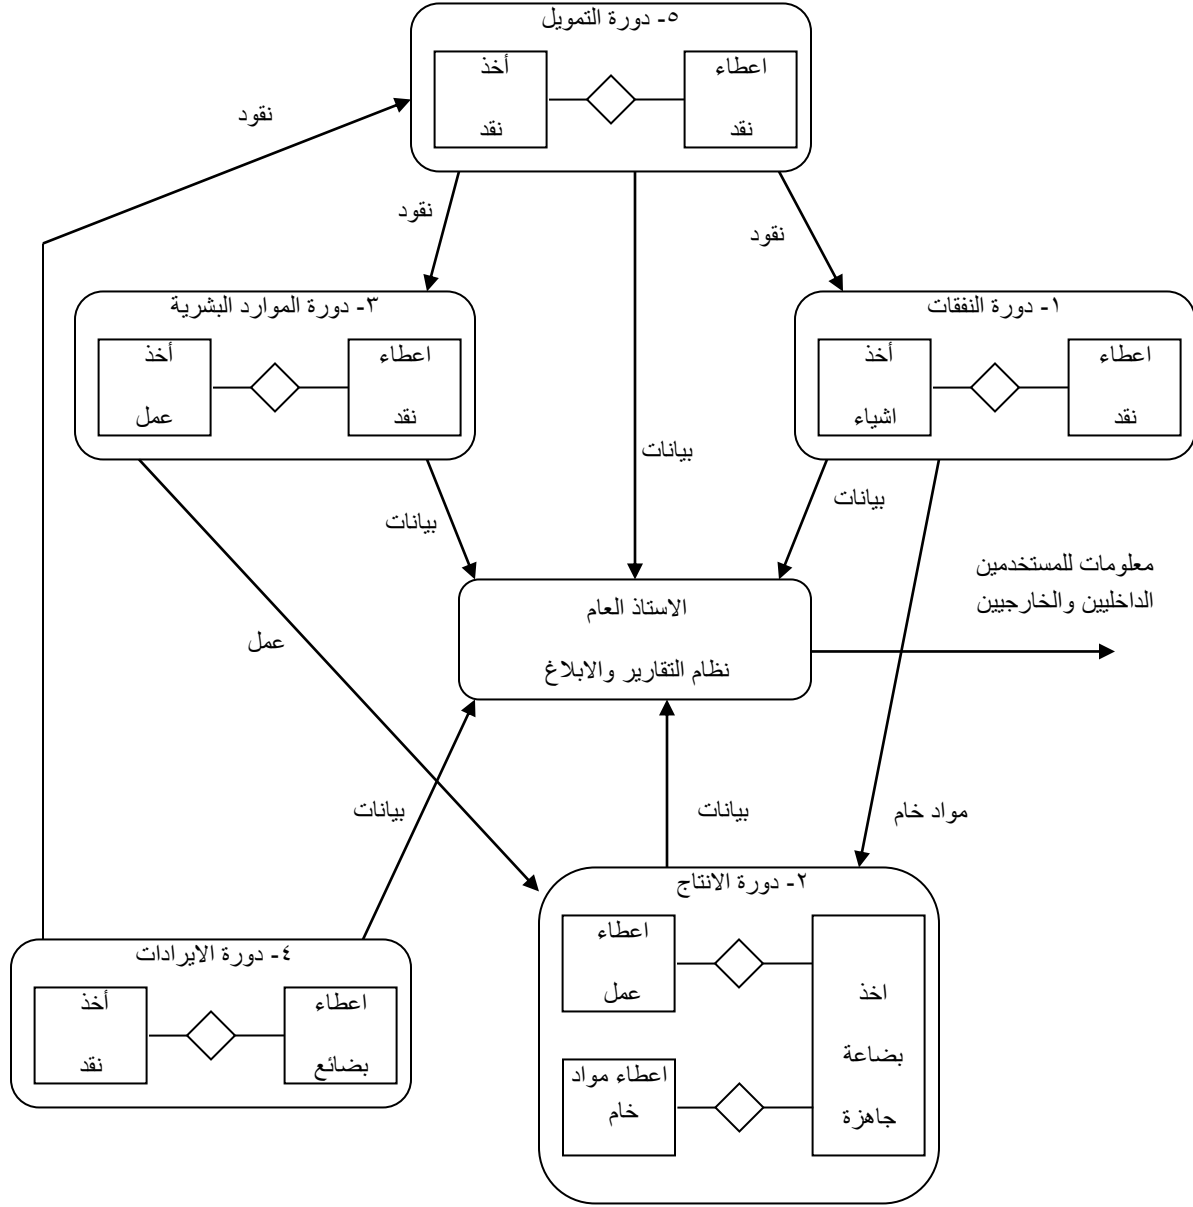 ٥- دورة التمويل
اعطاء
نقد
أخذ
نقد
نقود
نقود
نقود
١- دورة النفقات
اعطاء
نقد
أخذ
اشياء
٣- دورة الموارد البشرية
اعطاء
نقد
أخذ
عمل
بيانات
بيانات
بيانات
معلومات للمستخدمين
الداخليين والخارجيين
الاستاذ العام
نظام التقارير والابلاغ
عمل
مواد خام
بيانات
بيانات
٢- دورة الانتاج
اخذ
بضاعة
جاهزة
اعطاء
عمل
اعطاء مواد
خام
٤- دورة الايرادات
اعطاء
بضائع
أخذ
نقد